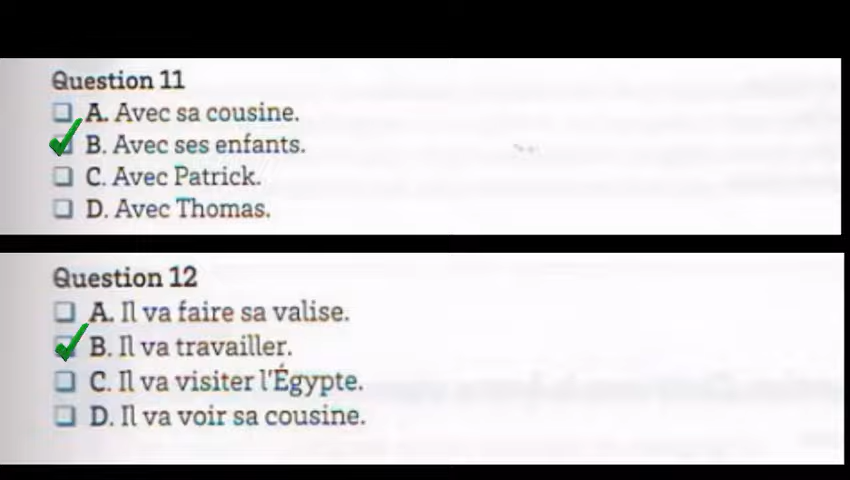 Question 11
A. Avec sa cousine.
B. Avec ses enfants.
C. Avec Patrick.
D. Avec Thomas.
Question 12
A. Il va faire sa valise.
B. Il va travailler.
C. Il va visiter l'Égypte.
D. Il va voir sa cousine.